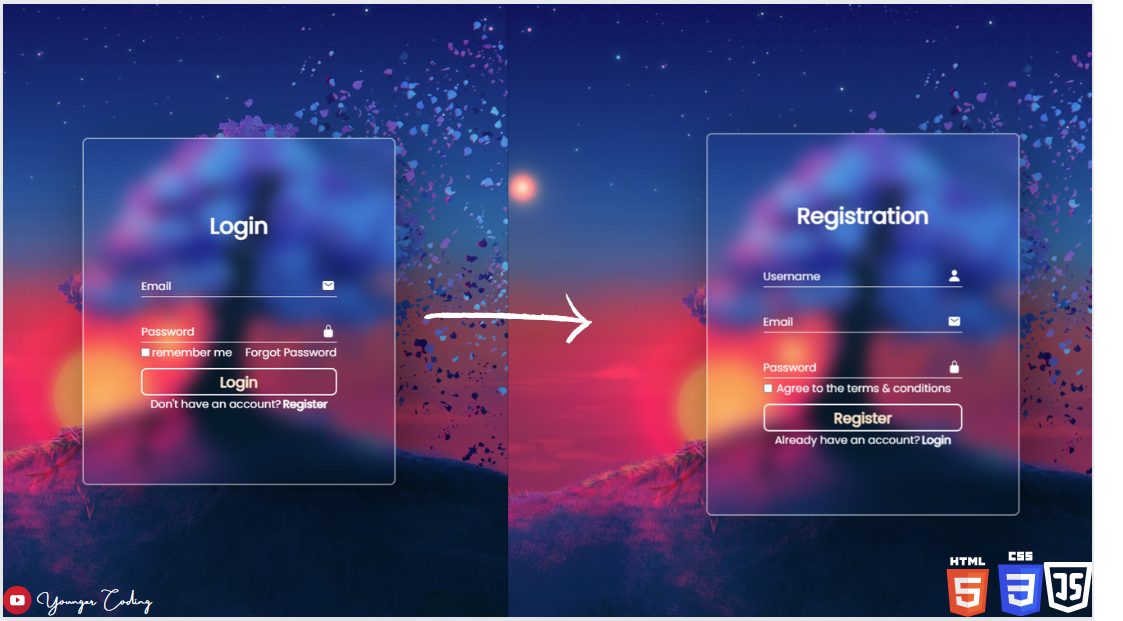 Login
Email
Password
remember me Forgot Password
Login
Don't have an account? Register
Registration
Username
Email
Password
Agree to the terms & conditions
Register
Already have an account? Login
Younger Coding
HTML
5
CSS
3
JS